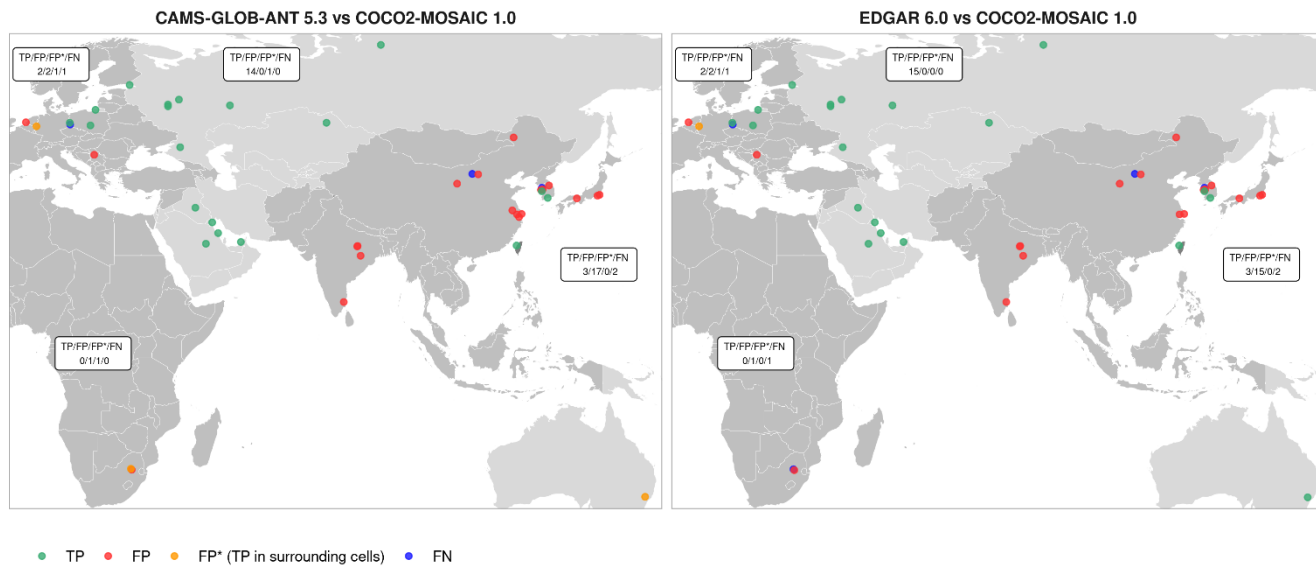 CAMS-GLOB-ANT 5.3 vs COCO2-MOSAIC 1.0
TP/FP/FP*/FN
2/2/1/1
TP/FP/FP*/FN
14/0/1/0
TP/FP/FP*/FN
3/17/0/2
TP/FP/FP*/FN
0/1/1/0
EDGAR 6.0 vs COCO2-MOSAIC 1.0
TP/FP/FP*/FN
2/2/1/1
TP/FP/FP*/FN
15/0/0/0
TP/FP/FP*/FN
3/15/0/2
TP/FP/FP*/FN
0/1/0/1
TP FP FP* (TP in surrounding cells) FN